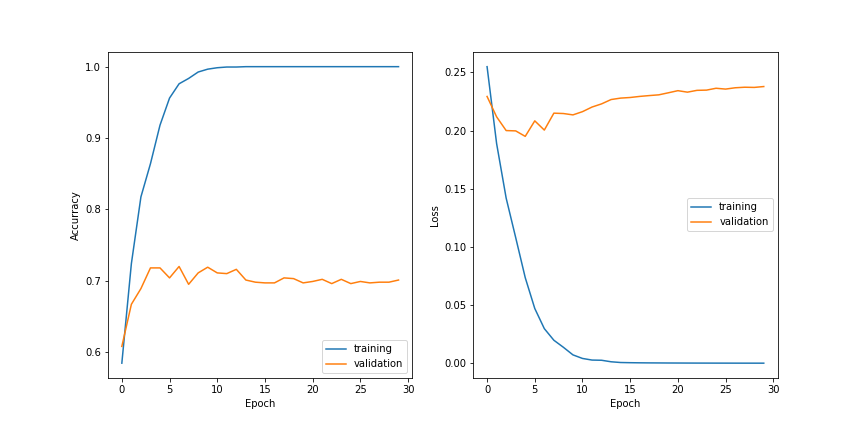 1.0
0.9
0.8
0.7
0.6
0 5 10 15 20 25 30
Accurracy
Epoch
training
validation
0.25
0.20
0.15
0.10
0.05
0.00
0 5 10 15 20 25 30
Loss
Epoch
training
validation